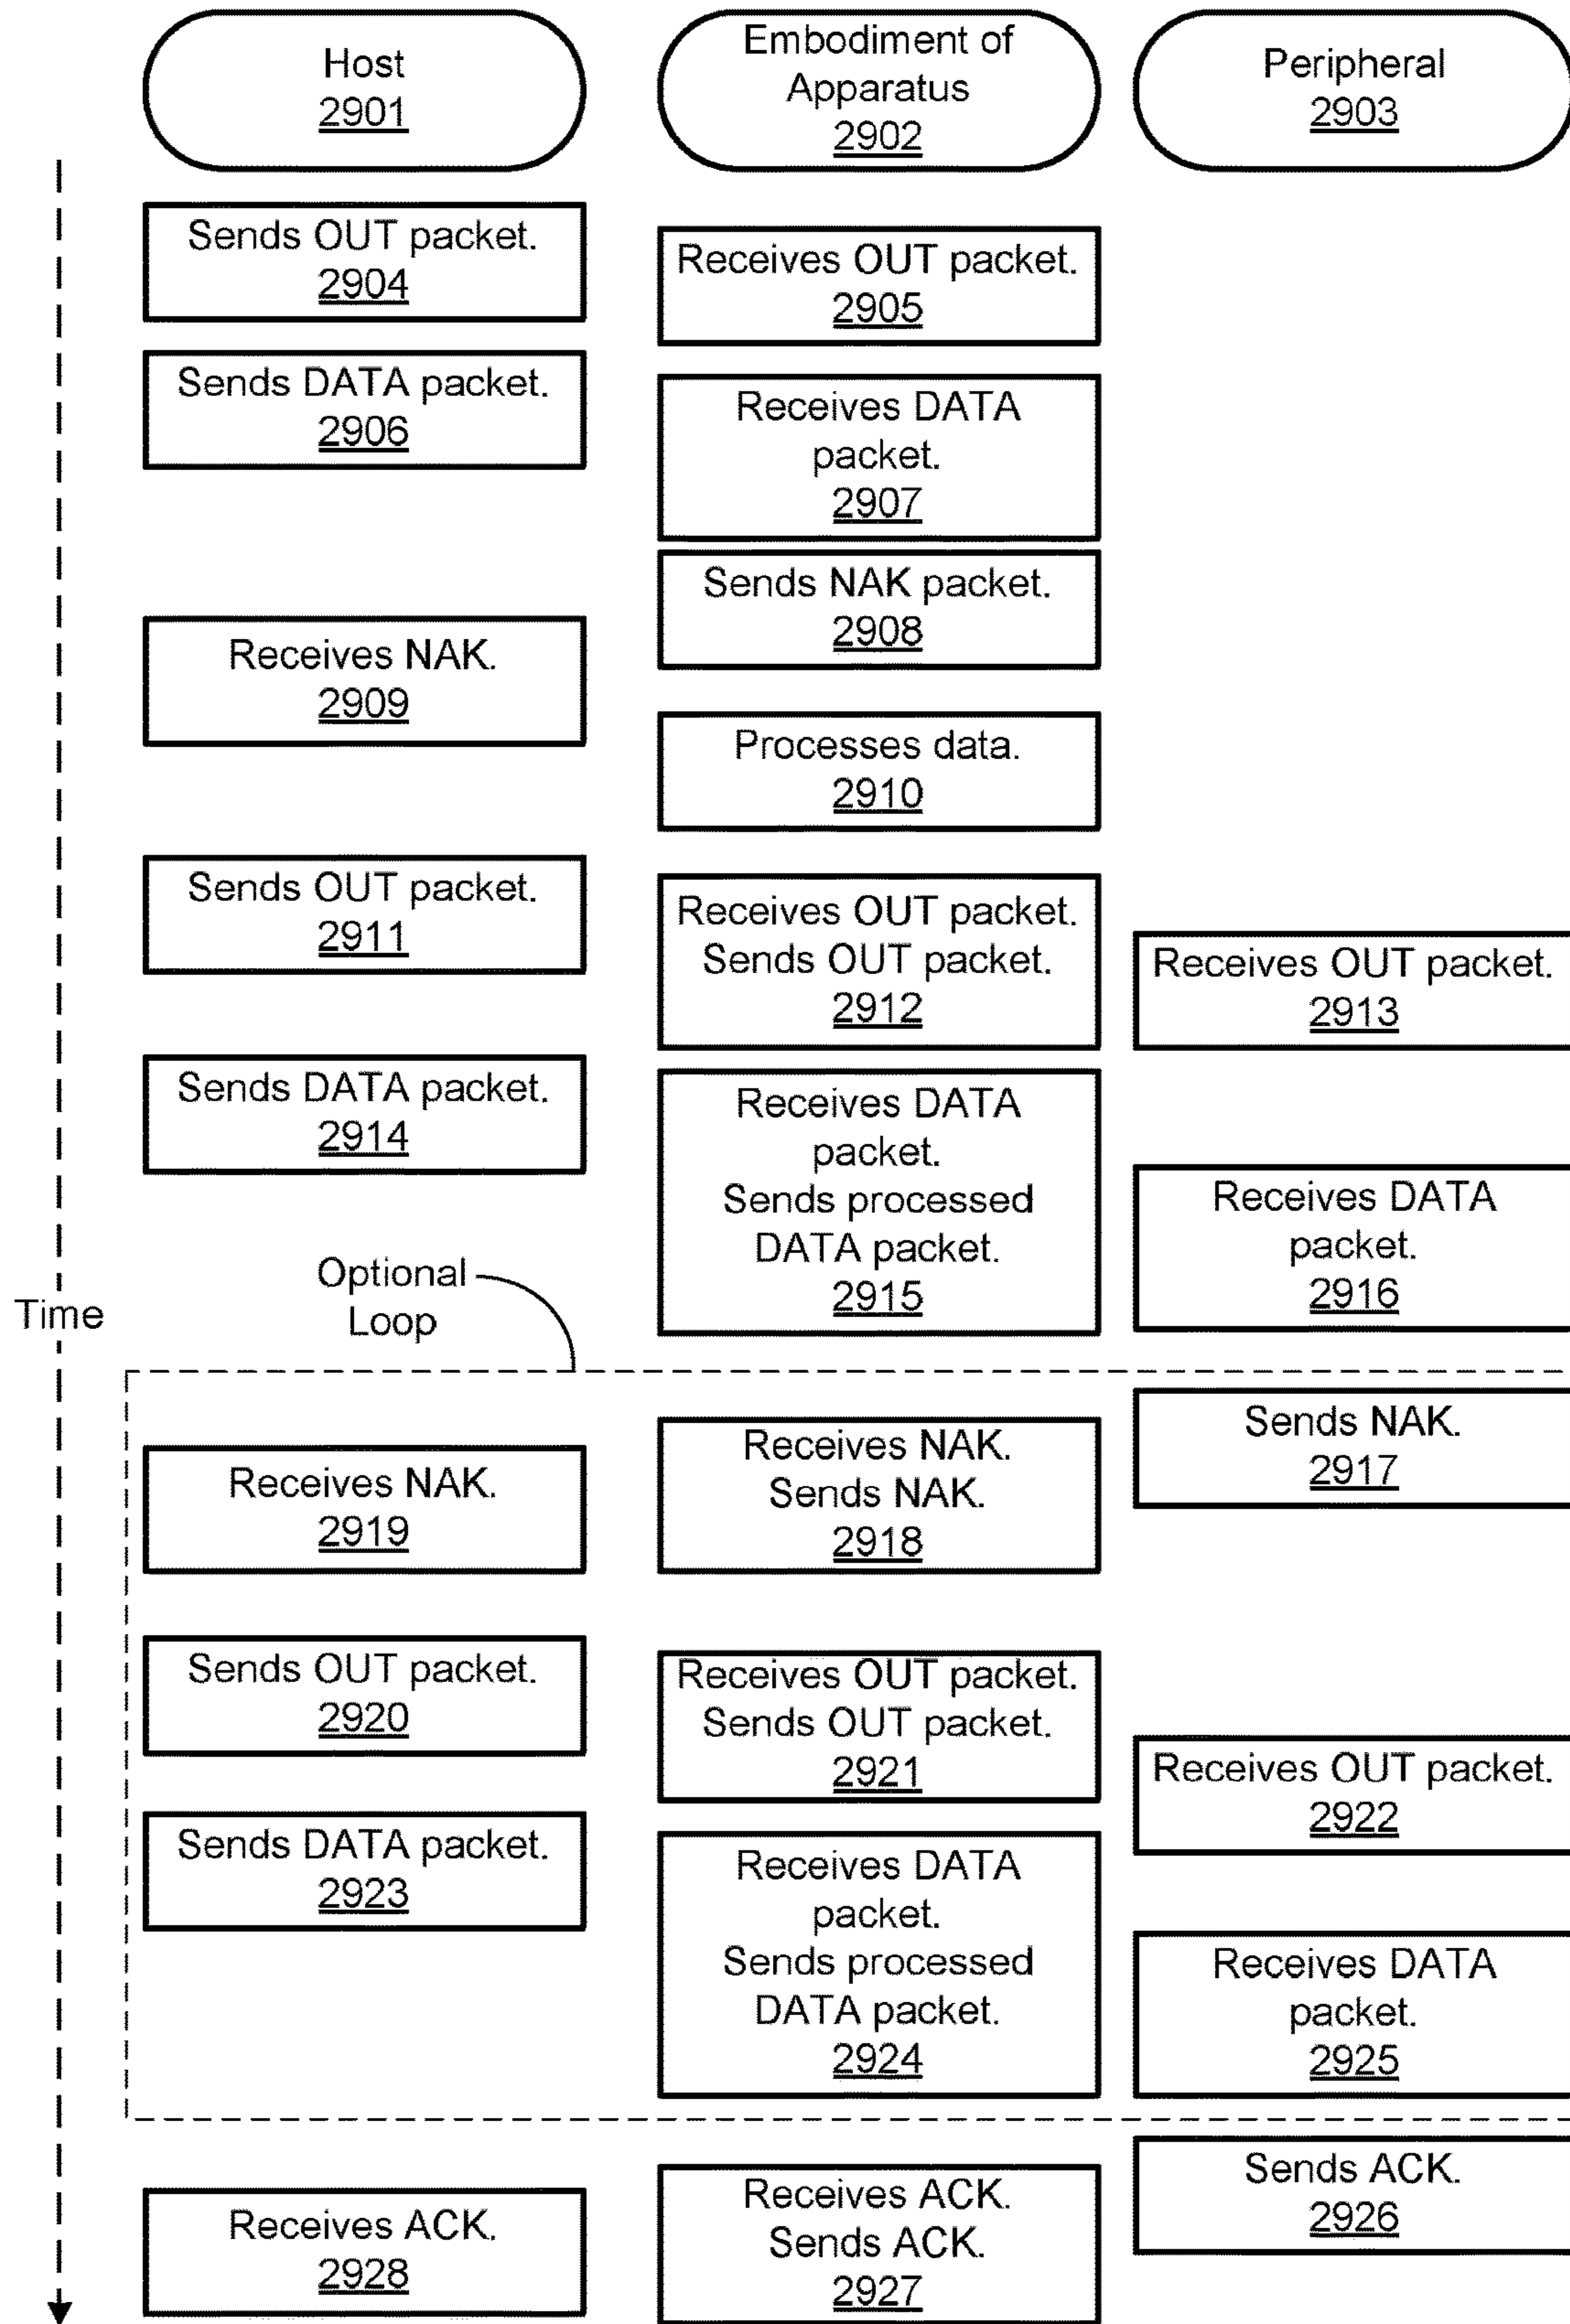 Host
2901
Embodiment of
Apparatus
2902
Peripheral
2903
Sends OUT packet.
2904
Receives OUT packet.
2905
Sends DATA packet.
2906
Receives DATA
packet.
2907
Sends NAK packet.
2908
Receives NAK.
2909
Processes data.
2910
Sends OUT packet.
2911
Receives OUT packet.
Sends OUT packet.
2912
Receives OUT packet.
2913
Sends DATA packet.
2914
Receives DATA
packet.
Sends processed
DATA packet.
2915
Receives DATA
packet.
2916
Optional
Loop
Time
Sends NAK.
2917
Receives NAK.
Sends NAK.
2918
Receives NAK.
2919
Sends OUT packet.
2920
Receives OUT packet.
Sends OUT packet.
2921
Receives OUT packet.
2922
Sends DATA packet.
2923
Receives DATA
packet.
Sends processed
DATA packet.
2924
Receives DATA
packet.
2925
Sends ACK.
2926
Receives ACK.
Sends ACK.
2927
Receives ACK.
2928